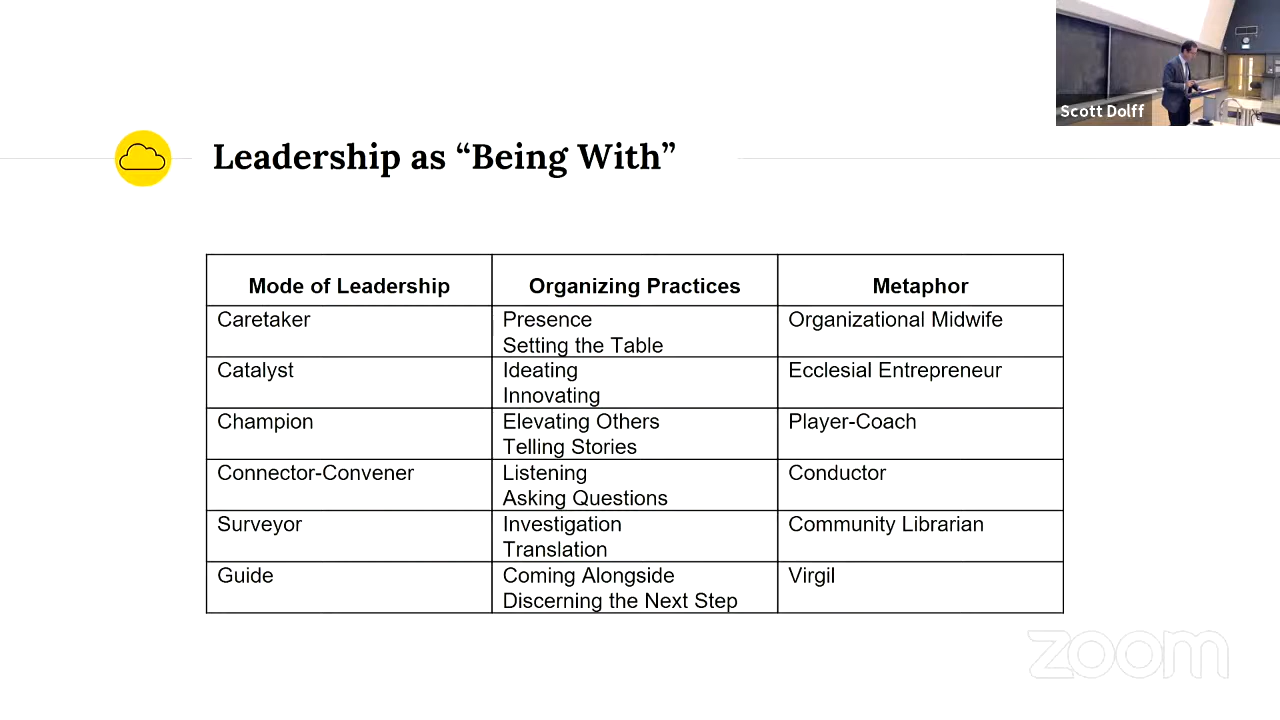 Scott Dolff
Leadership as “Being With”
Mode of Leadership
Organizing Practices
Metaphor
Caretaker
Presence
Setting the Table
Organizational Midwife
Catalyst
Ideating
Innovating
Ecclesial Entrepreneur
Champion
Elevating Others
Telling Stories
Player-Coach
Connector-Convener
Listening
Asking Questions
Conductor
Surveyor
Investigation
Translation
Community Librarian
Guide
Coming Alongside
Discerning the Next Step
Virgil
zoom